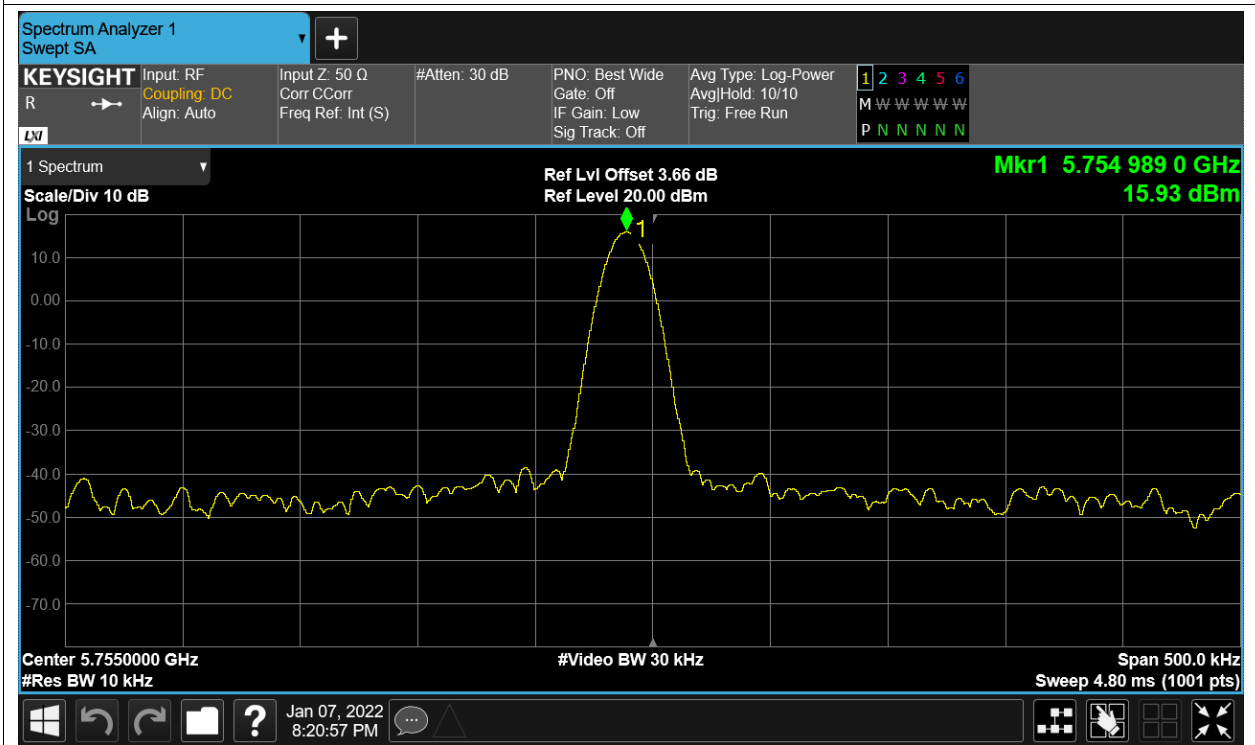 Spectrum Analyzer 1
Swept SA
KEYSIGHT
R
LXI
Input: RF
Coupling: DC
Align: Auto
Input Z: 50 Ω
Corr CCorr
Freq Ref: Int (S)
#Atten: 30 dB
PNO: Best Wide
Gate: Off
IF Gain: Low
Sig Track: Off
Avg Type: Log-Power
Avg|Hold: 10/10
Trig: Free Run
1 2 3 4 5 6
M W W W W W
P N N N N N
1 Spectrum
Scale/Div 10 dB
Log
Ref Lvl Offset 3.66 dB
Ref Level 20.00 dBm
Mkr1 5.754 989 0 GHz
15.93 dBm
1
10.0
0.00
-10.0
-20.0
-30.0
-40.0
-50.0
-60.0
-70.0
Center 5.7550000 GHz
#Res BW 10 kHz
#Video BW 30 kHz
Span 500.0 kHz
Sweep 4.80 ms (1001 pts)
?
Jan 07, 2022
8:20:57 PM